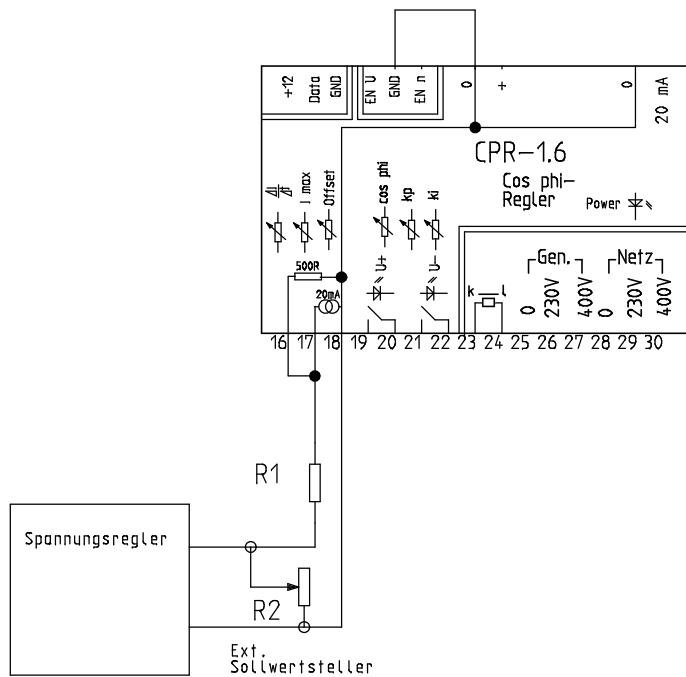 +12 Data GND EN U GND EN n 0 + 0 20 mA
CPR-1.6
Cos phi-
Regler
Power
I max Offset cos phi kp ki
500R
20mA U+ U-
k l
Gen. Netz
0 230V 400V 0 230V 400V
16 17 18 19 20 21 22 23 24 25 26 27 28 29 30
R1
Spannungsregler
R2
Ext.
Sollwertsteller